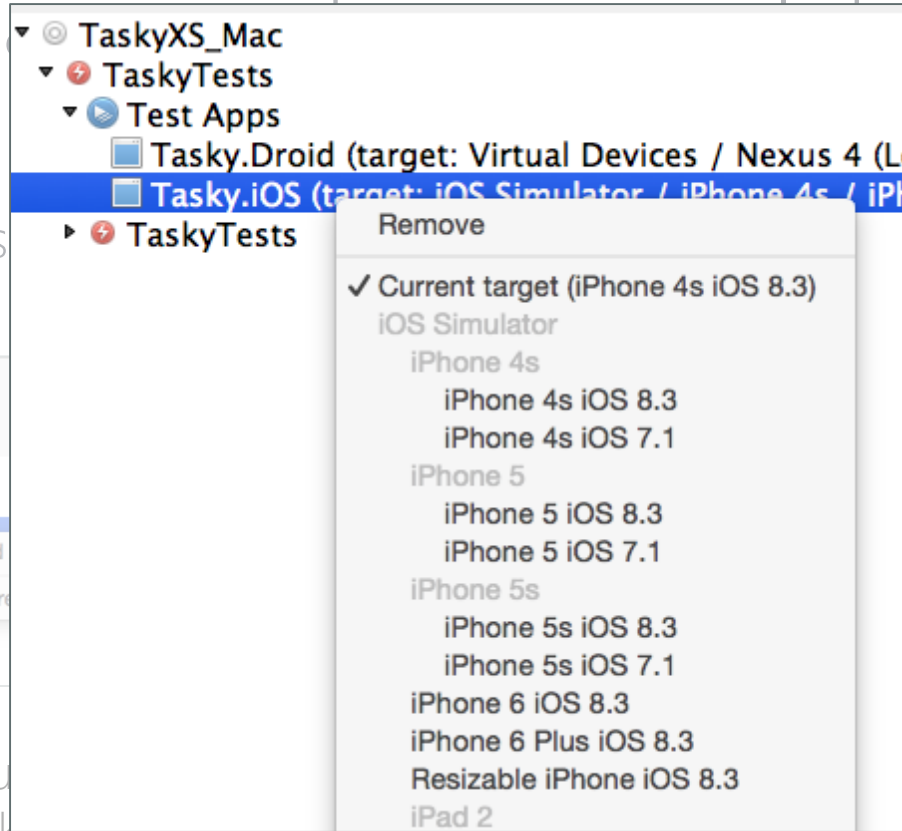 TaskyXS_Mac
TaskyTests
Test Apps
Tasky.Droid (target: Virtual Devices / Nexus 4 (L
Tasky.iOS (target: iOS Simulator / iPhone 4s / iPh
TaskyTests
Remove
✓ Current target (iPhone 4s iOS 8.3)
iOS Simulator
iPhone 4s
iPhone 4s iOS 8.3
iPhone 4s iOS 7.1
iPhone 5
iPhone 5 iOS 8.3
iPhone 5 iOS 7.1
iPhone 5s
iPhone 5s iOS 8.3
iPhone 5s iOS 7.1
iPhone 6 iOS 8.3
iPhone 6 Plus iOS 8.3
Resizable iPhone iOS 8.3
iPad 2